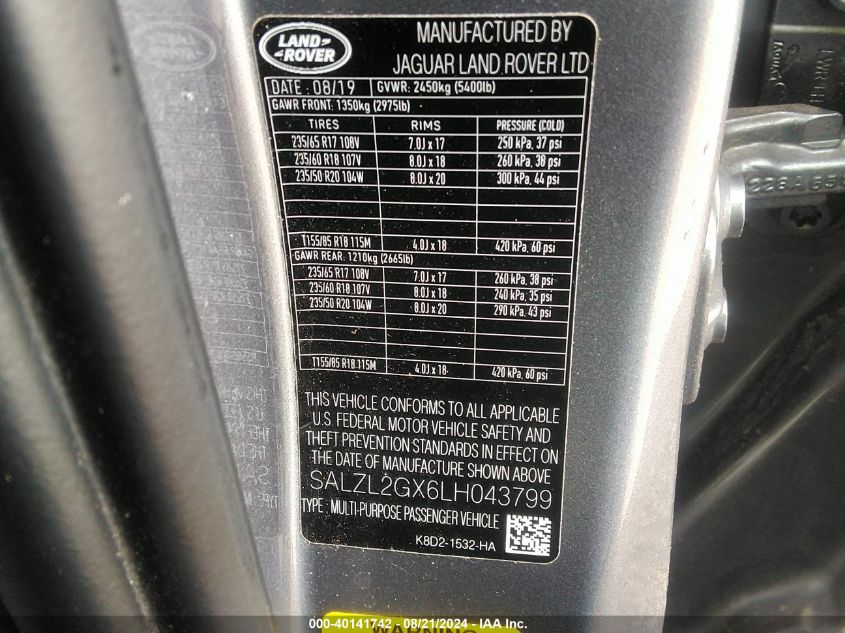 LAND ROVER
MANUFACTURED BY
JAGUAR LAND ROVER LTD
DATE : 08/19 GVWR: 2450kg (5400lb)
GAWR FRONT: 1350kg (2975lb)
TIRES RIMS PRESSURE (COLD)
235/65 R17 108V 7.0J x 17 250 kPa, 37 psi
235/60 R18 107V 8.0J x 18 260 kPa, 38 psi
235/50 R20 104W 8.0J x 20 300 kPa, 44 psi
T155/85 R18 115M 4.0J x 18 420 kPa, 60 psi
GAWR REAR: 1210kg (2665lb)
235/65 R17 108V 7.0J x 17 260 kPa, 38 psi
235/60 R18 107V 8.0J x 18 240 kPa, 35 psi
235/50 R20 104W 8.0J x 20 290 kPa, 43 psi
T155/85 R18 115M 4.0J x 18 420 kPa, 60 psi
THIS VEHICLE CONFORMS TO ALL APPLICABLE
U.S. FEDERAL MOTOR VEHICLE SAFETY AND
THEFT PREVENTION STANDARDS IN EFFECT ON
THE DATE OF MANUFACTURE SHOWN ABOVE
SALZL2GX6LH043799
TYPE : MULTI-PURPOSE PASSENGER VEHICLE
K8D2-1532-HA
WARNING
000-40141742 - 08/21/2024 - IAA Inc.